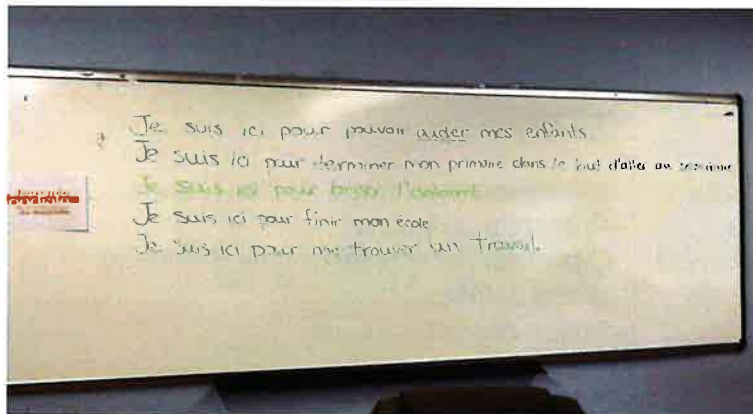 Je suis ici pour pouvoir aider mes enfants
Je suis ici pour terminer mon primaire dans le but d'aller au secondaire
Je suis ici pour briser l'isolement
Je suis ici pour finir mon école
Je suis ici pour me trouver un travail.